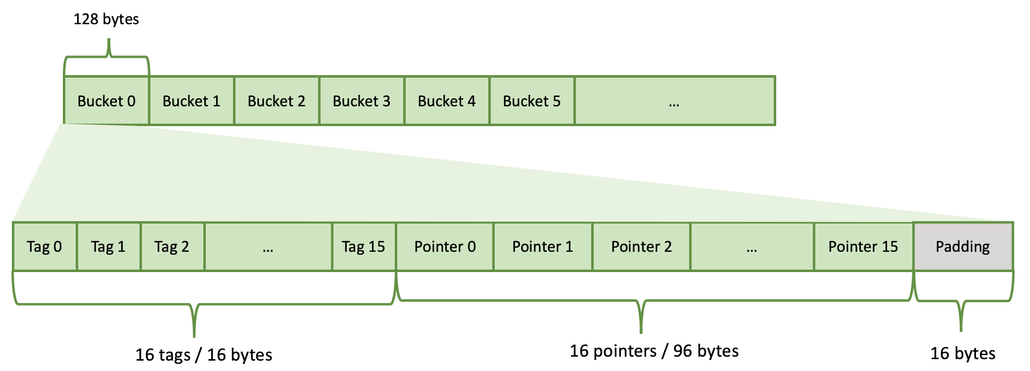 128 bytes
Bucket 0 Bucket 1 Bucket 2 Bucket 3 Bucket 4 Bucket 5 ...
Tag 0 Tag 1 Tag 2 ... Tag 15 Pointer 0 Pointer 1 Pointer 2 ... Pointer 15 Padding
16 tags / 16 bytes 16 pointers / 96 bytes 16 bytes